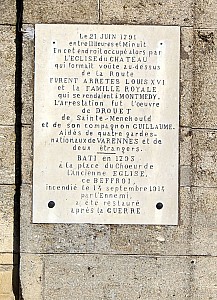 Le 21 JUIN 1791
entre 11 Heures et Minuit
En cet endroit occupé alors par
L'EGLISE du CHATEAU
qui formait voûte au-dessus
de la Route
FURENT ARRÊTÉS LOUIS XVI
et la FAMILLE ROYALE
qui se rendaient à MONTMEDY.
L'arrestation fut l'œuvre
de DROUET
de Sainte-Menehould
et de son compagnon GUILLAUME.
Aidés de quatre gardes-
nationaux de VARENNES et de
deux étrangers.
BATI en 1793
à la place du Choeur de
l'ancienne EGLISE,
ce BEFFROI,
incendié le 14 septembre 1914
par l'Ennemi,
a été restauré
après la GUERRE